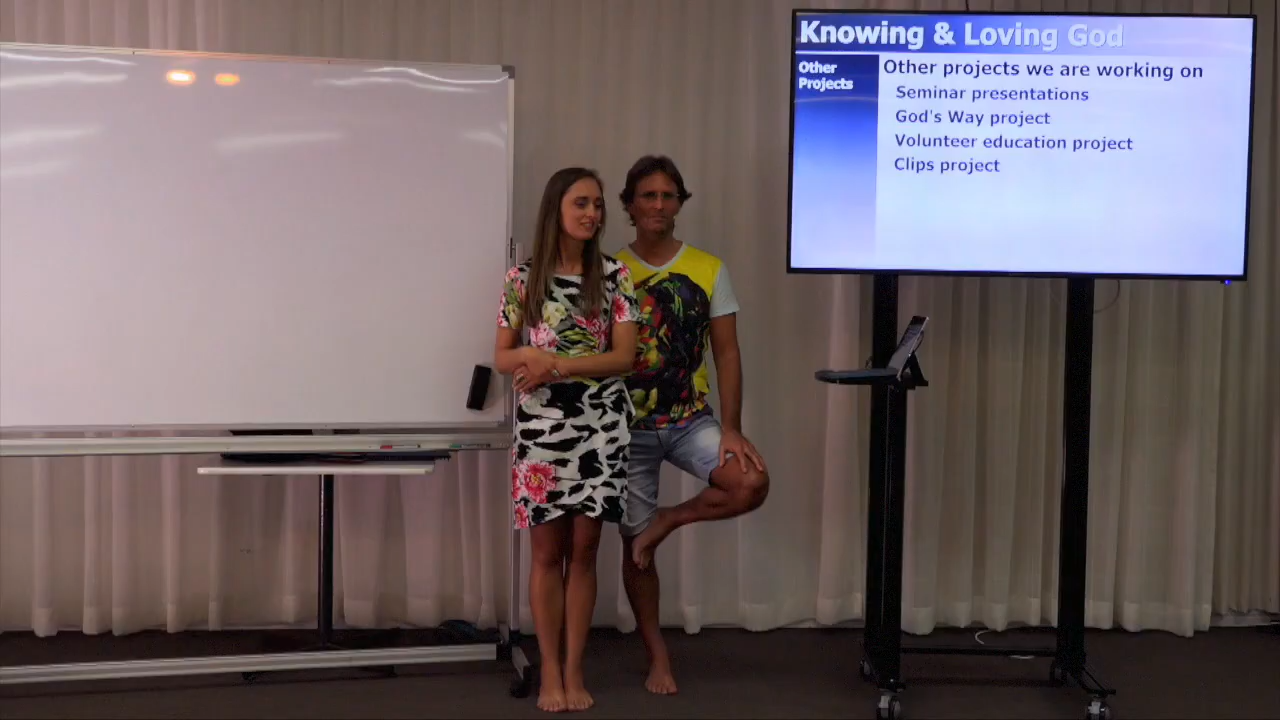 Knowing & Loving God
Other
Projects
Other projects we are working on
Seminar presentations
God's Way project
Volunteer education project
Clips project